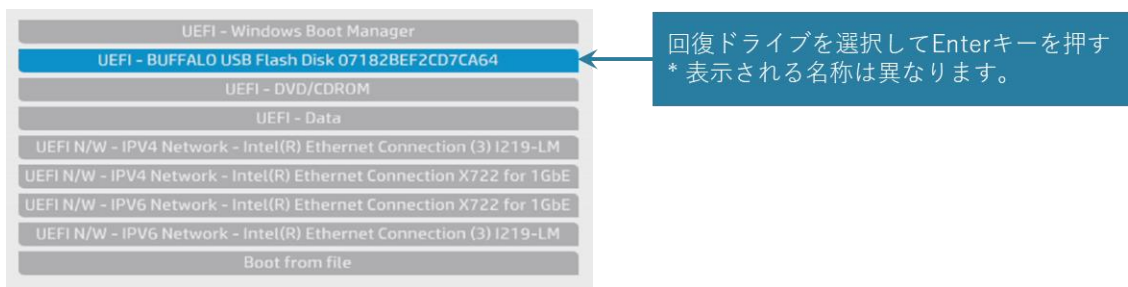 UEFI - Windows Boot Manager
UEFI - BUFFALO USB Flash Disk 07182BEF2CD7CA64
UEFI - DVD/CDROM
UEFI - Data
UEFI N/W - IPV4 Network - Intel(R) Ethernet Connection (3) I219-LM
UEFI N/W - IPV4 Network - Intel(R) Ethernet Connection X722 for 1GbE
UEFI N/W - IPV6 Network - Intel(R) Ethernet Connection X722 for 1GbE
UEFI N/W - IPV6 Network - Intel(R) Ethernet Connection (3) I219-LM
Boot from file
回復ドライブを選択してEnterキーを押す
* 表示される名称は異なります。